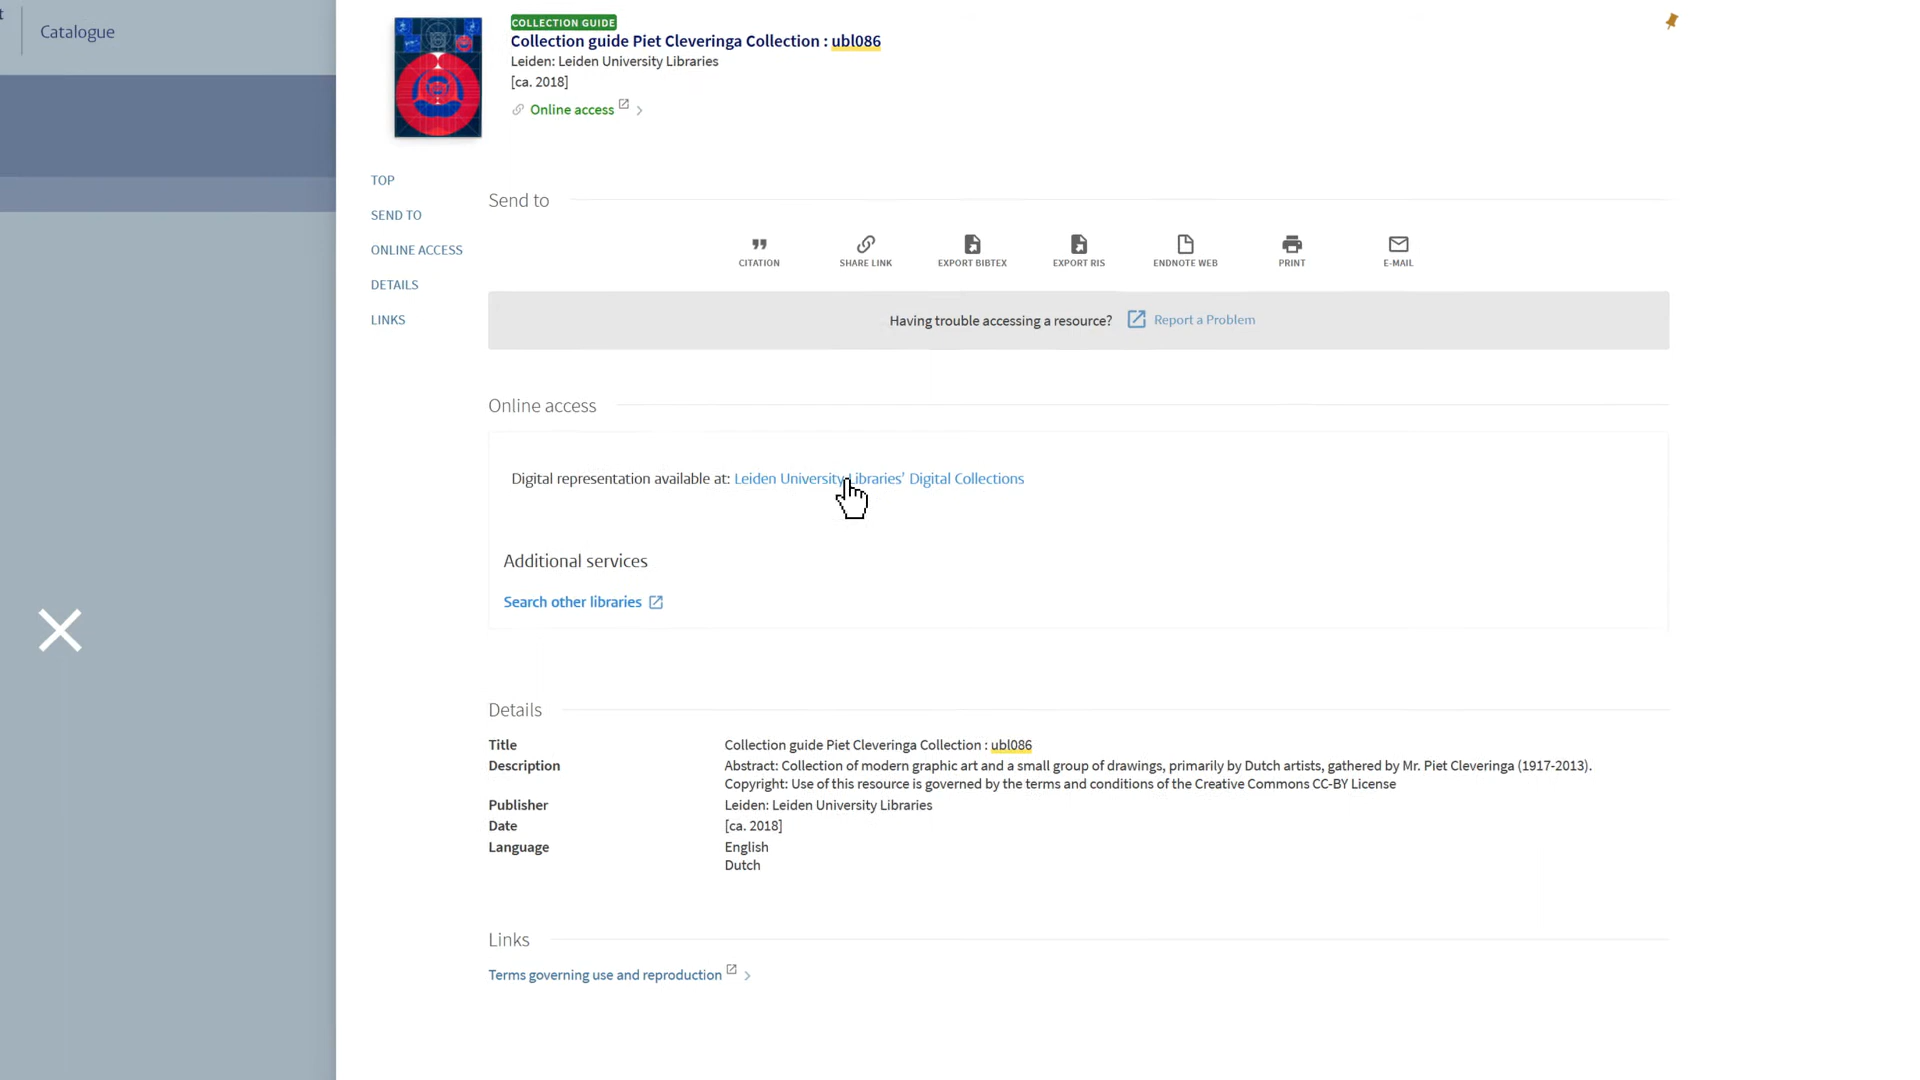 t
Catalogue
COLLECTION GUIDE
Collection guide Piet Cleveringa Collection : ubl086
Leiden: Leiden University Libraries
[ca. 2018]
Online access
TOP
SEND TO
ONLINE ACCESS
DETAILS
LINKS
Send to
CITATION
SHARE LINK
EXPORT BIBTEX
EXPORT RIS
ENDNOTE WEB
PRINT
E-MAIL
Having trouble accessing a resource? Report a Problem
Online access
Digital representation available at: Leiden University Libraries' Digital Collections
Additional services
Search other libraries
Details
Title Collection guide Piet Cleveringa Collection : ubl086
Description Abstract: Collection of modern graphic art and a small group of drawings, primarily by Dutch artists, gathered by Mr. Piet Cleveringa (1917-2013).
Copyright: Use of this resource is governed by the terms and conditions of the Creative Commons CC-BY License
Publisher Leiden: Leiden University Libraries
Date [ca. 2018]
Language English
Dutch
Links
Terms governing use and reproduction